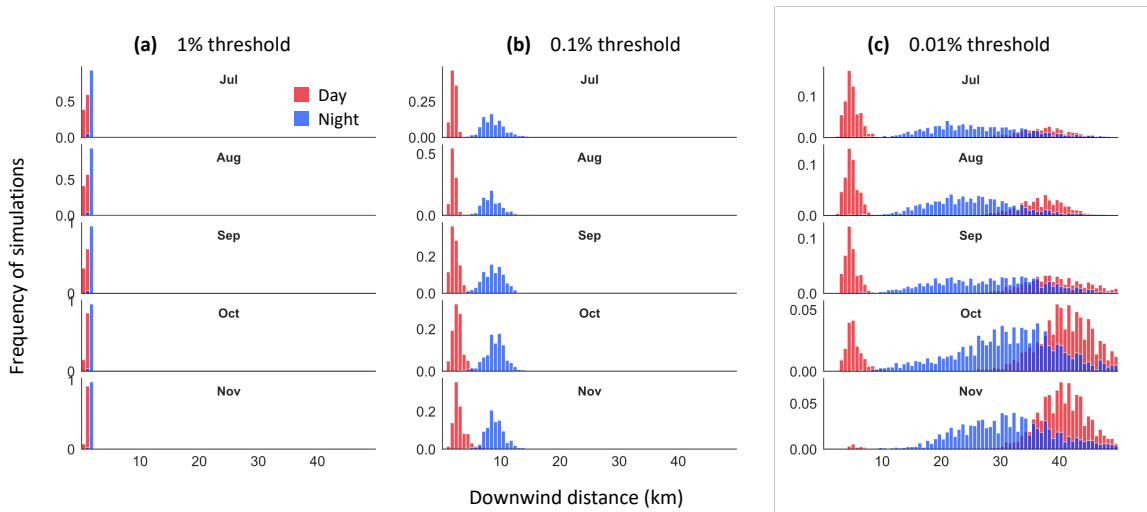 (a) 1% threshold
(b) 0.1% threshold
(c) 0.01% threshold
Frequency of simulations
Jul
0.5
0.0
Day
Night
Aug
0.5
0.0
Sep
1
0
Oct
1
0
Nov
1
0
10 20 30 40
Jul
0.25
0.00
Aug
0.5
0.0
Sep
0.2
0.0
Oct
0.2
0.0
Nov
0.2
0.0
10 20 30 40
Jul
0.1
0.0
Aug
0.1
0.0
Sep
0.1
0.0
Oct
0.05
0.00
Nov
0.05
0.00
10 20 30 40
Downwind distance (km)